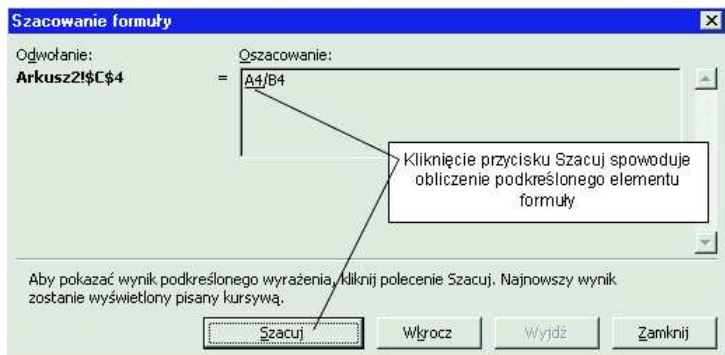 Szacowanie formuły
Odwołanie:
Oszacowanie:
Arkusz2!$C$4 = A4/B4
Kliknięcie przycisku Szacuj spowoduje
obliczenie podkreślonego elementu
formuły
Aby pokazać wynik podkreślonego wyrażenia, kliknij polecenie Szacuj. Najnowszy wynik
zostanie wyświetlony pisany kursywą.
Szacuj
Wkrocz
Wyjdź
Zamknij